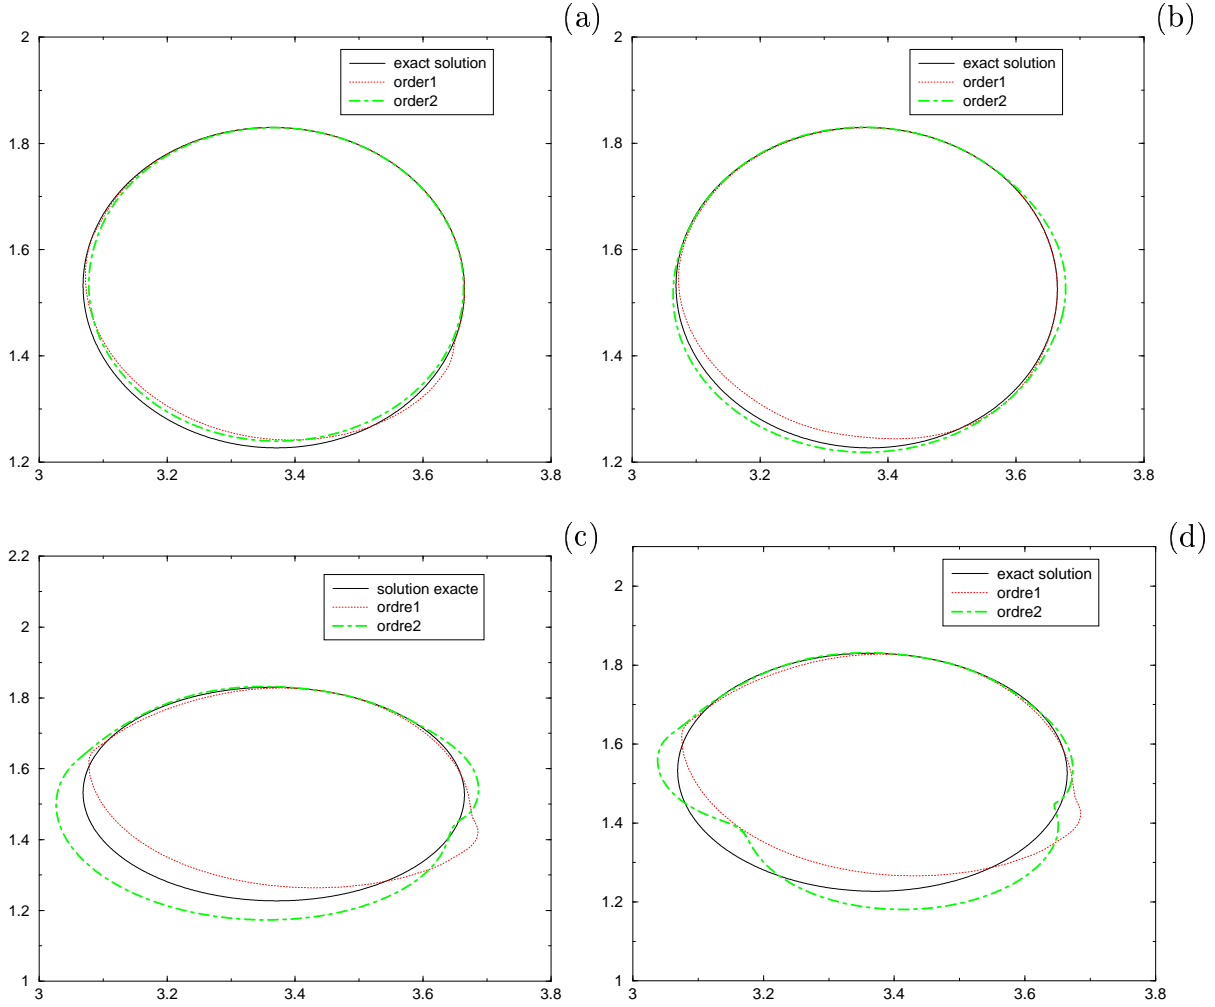 (a)
2
1.8
1.6
1.4
1.2
3
3.2
3.4
3.6
3.8
exact solution
order1
order2
(b)
2
1.8
1.6
1.4
1.2
3
3.2
3.4
3.6
3.8
exact solution
order1
order2
(c)
2.2
2
1.8
1.6
1.4
1.2
1
3
3.2
3.4
3.6
3.8
solution exacte
ordre1
ordre2
(d)
2
1.8
1.6
1.4
1.2
1
3
3.2
3.4
3.6
3.8
exact solution
ordre1
ordre2